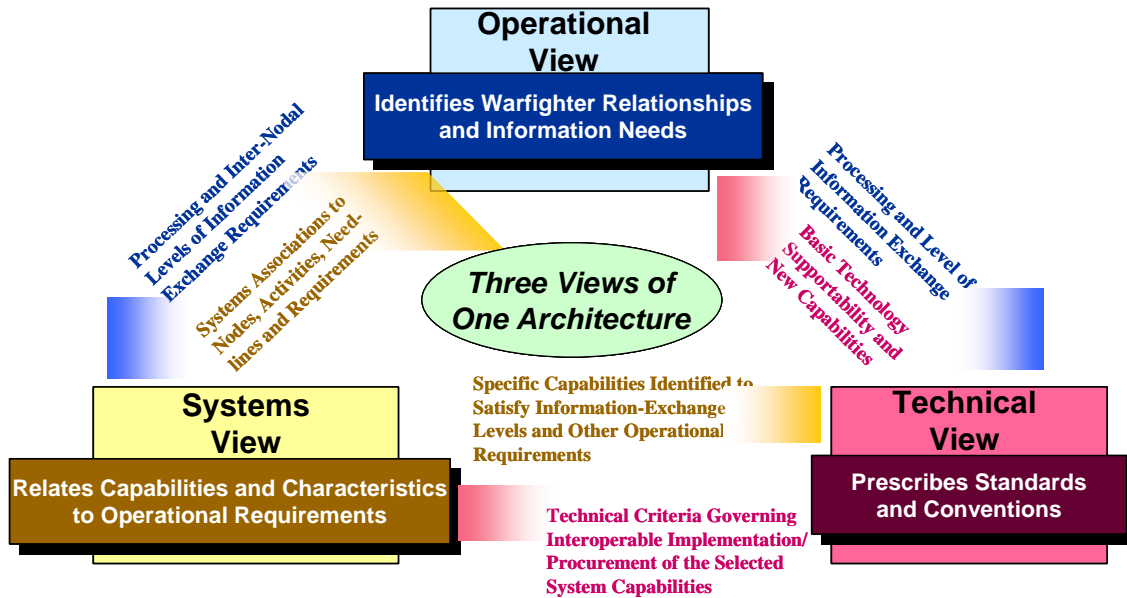 Operational
View
Identifies Warfighter Relationships
and Information Needs
Processing and Inter-Nodal
Levels of Information
Exchange Requirements
Systems Associations to
Nodes, Activities, Need-
lines and Requirements
Processing and Level of
Information Exchange
Requirements
Basic Technology
Supportability and
New Capabilities
Three Views of
One Architecture
Systems
View
Relates Capabilities and Characteristics
to Operational Requirements
Specific Capabilities Identified to
Satisfy Information-Exchange
Levels and Other Operational
Requirements
Technical
View
Prescribes Standards
and Conventions
Technical Criteria Governing
Interoperable Implementation/
Procurement of the Selected
System Capabilities